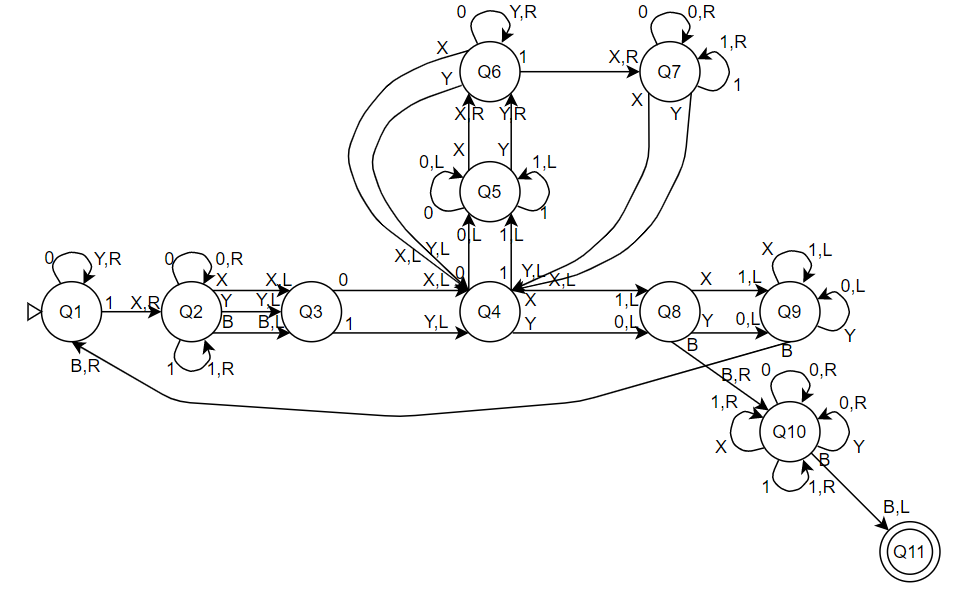 0 Y,R 0 0,R
X Q6 1 X,R Q7 1,R
Y X Y 1
X,R Y,R
X Y
0,L 1,L
Q5
0 1
0,L 1,L
0 Y,R 0 0,R X,L Y,L X,L Y,L 0 1 Y,L X,L X 1,L
Q1 1 X,R Q2 X X,L Q3 0 X,L Q4 X 1,L Q8 X 1,L Q9 0,L
Y Y,L
B B,L 1 Y,L Y 0,L Y 0,L Y
B B
B,R 1 1,R
B,R 0 0,R
1,R Q10 0,R
X Y
B
1 1,R
B,L
Q11